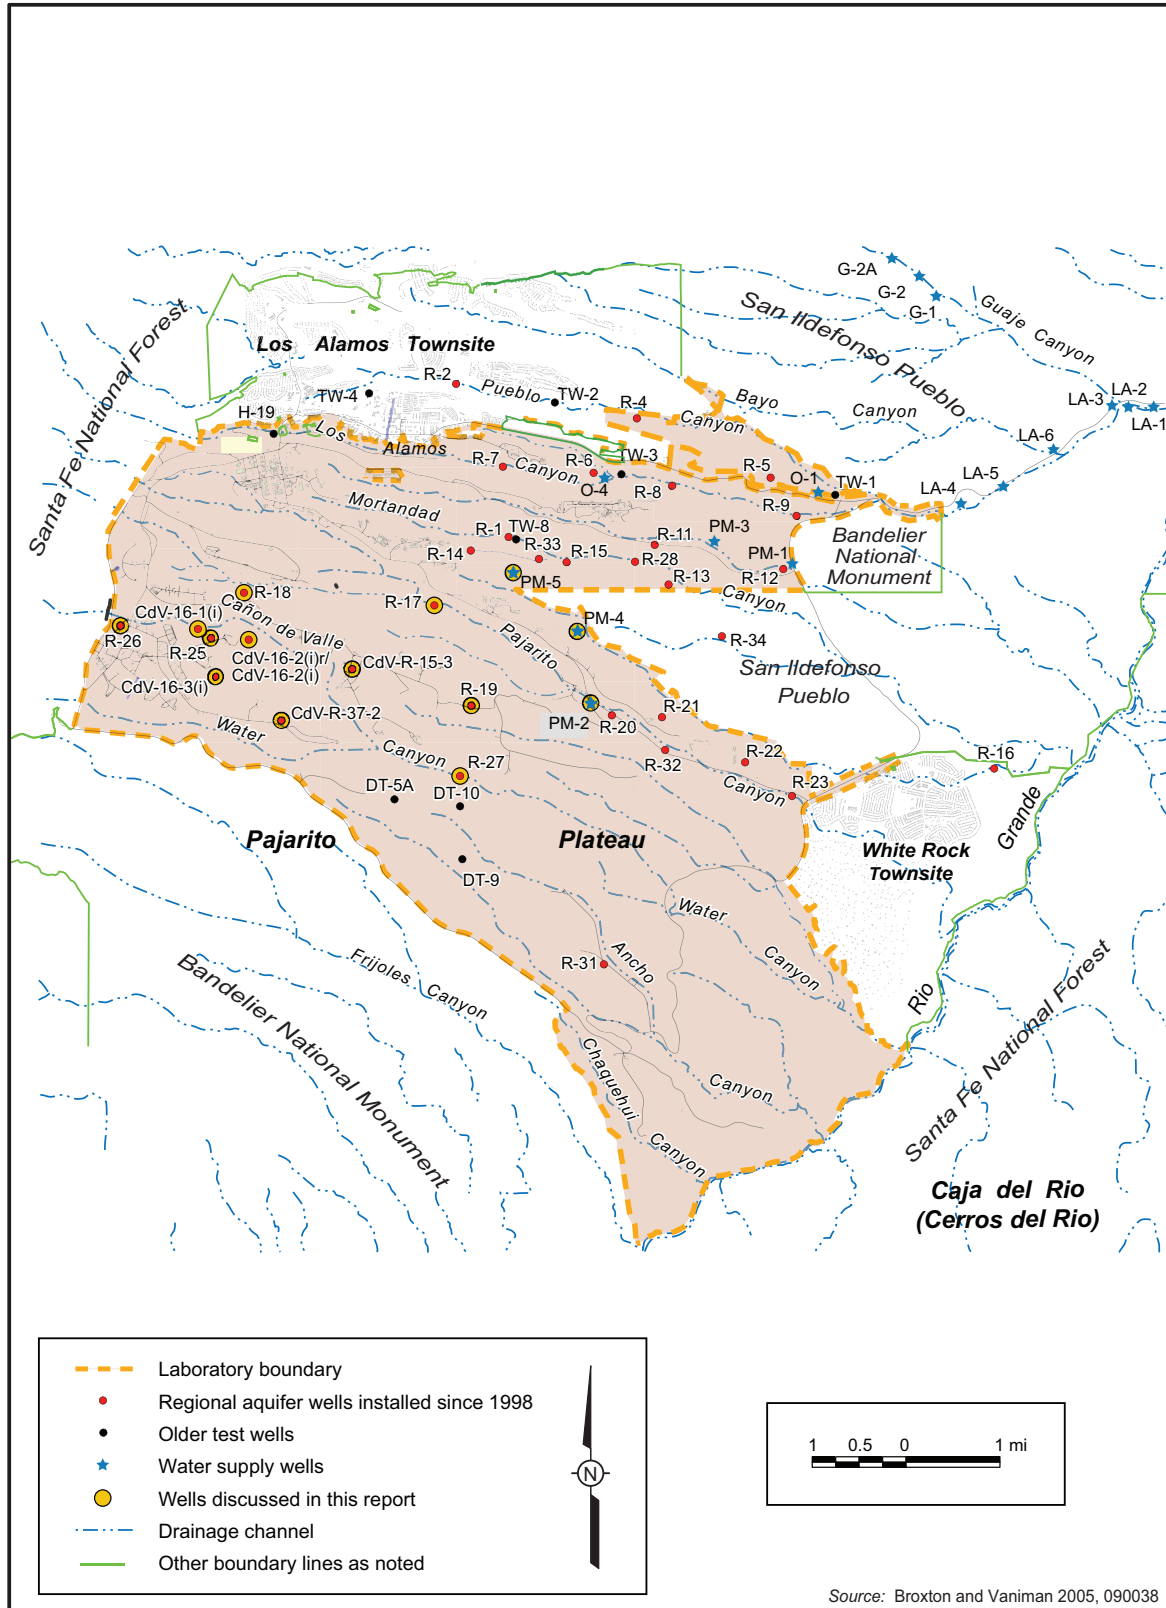 G-2A
G-2
G-1
Guaje Canyon
San Ildefonso Pueblo
Santa Fe National Forest
Los Alamos Townsite
R-2
Pueblo
TW-4
TW-2
R-4
Canyon
Bayo
Canyon
LA-3
LA-2
LA-1
LA-6
LA-5
LA-4
H-19
Los
Alamos
Canyon
R-7
R-6
TW-3
O-4
R-8
R-5
O-1
TW-1
R-9
Mortandad
R-1
TW-8
R-33
R-14
R-15
R-11
R-28
PM-3
PM-1
R-12
R-13
Canyon
Bandelier
National
Monument
PM-5
R-18
R-17
CdV-16-1(i)
Cañon de Valle
R-26
R-25
CdV-16-2(i)r/
CdV-16-2(i)
CdV-16-3(i)
CdV-R-15-3
Pajarito
PM-4
R-34
San Ildefonso
Pueblo
R-19
CdV-R-37-2
PM-2
R-20
R-21
Water
Canyon
R-27
R-32
R-22
Canyon
R-23
R-16
DT-5A
DT-10
DT-9
Pajarito
Plateau
White Rock
Townsite
Rio
Grande
Water
Canyon
R-31
Ancho
Canyon
Frijoles Canyon
Bandelier National Monument
Chaquehui
Canyon
Santa Fe National Forest
Caja del Rio
(Cerros del Rio)
Laboratory boundary
Regional aquifer wells installed since 1998
Older test wells
Water supply wells
Wells discussed in this report
Drainage channel
Other boundary lines as noted
N
1 0.5 0 1 mi
Source: Broxton and Vaniman 2005, 090038